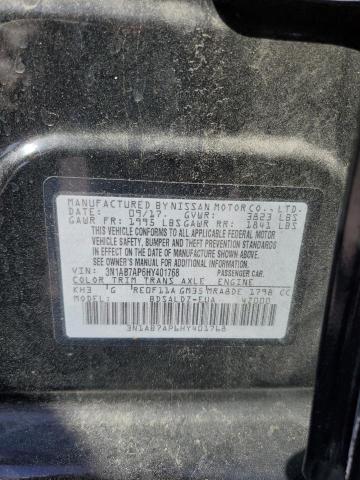 MANUFACTURED BY NISSAN MOTOR CO., LTD.
DATE: 09/17. GVWR: 3823 LBS
GAWR FR: 1995 LBS GAWR RR: 1841 LBS
THIS VEHICLE CONFORMS TO ALL APPLICABLE FEDERAL MOTOR
VEHICLE SAFETY, BUMPER AND THEFT PREVENTION STANDARDS
IN EFFECT ON THE DATE OF MANUFACTURE SHOWN ABOVE.
SEE OWNER'S MANUAL FOR ADDITIONAL INFORMATION.
VIN: 3N1AB7AP6HY401768 PASSENGER CAR.
COLOR TRIM TRANS AXLE ENGINE
KH3 G RE0F11A GM35 MRA8DE 1798 CC
MODEL: BDSALDZ-EUA 47000
3N1AB7AP6HY401768